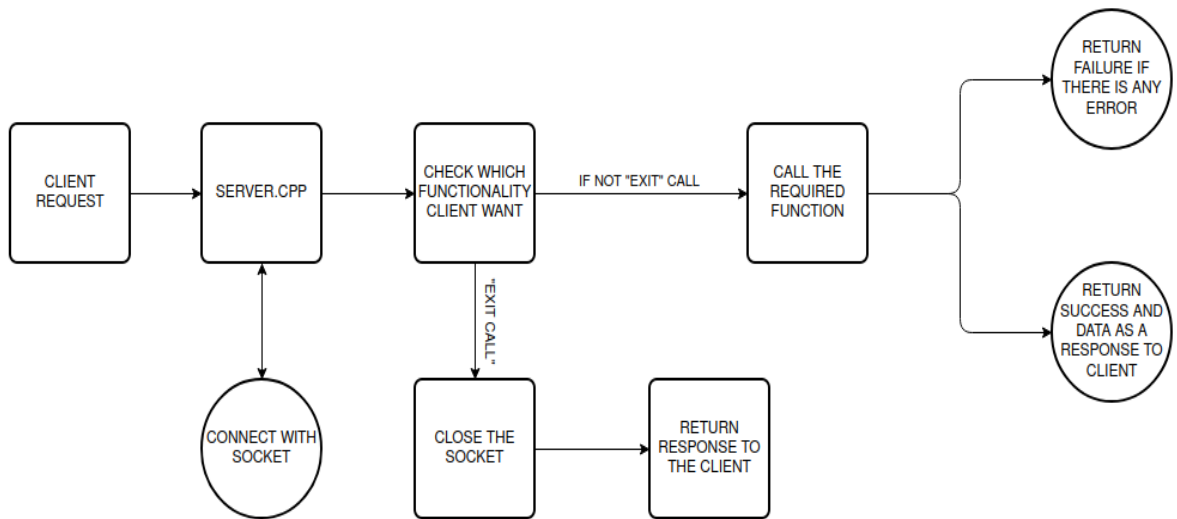 CLIENT
REQUEST
SERVER.CPP
CHECK WHICH
FUNCTIONALITY
CLIENT WANT
IF NOT "EXIT" CALL
CALL THE
REQUIRED
FUNCTION
RETURN
FAILURE IF
THERE IS ANY
ERROR
RETURN
SUCCESS AND
DATA AS A
RESPONSE TO
CLIENT
"EXIT CALL"
CONNECT WITH
SOCKET
CLOSE THE
SOCKET
RETURN
RESPONSE TO
THE CLIENT